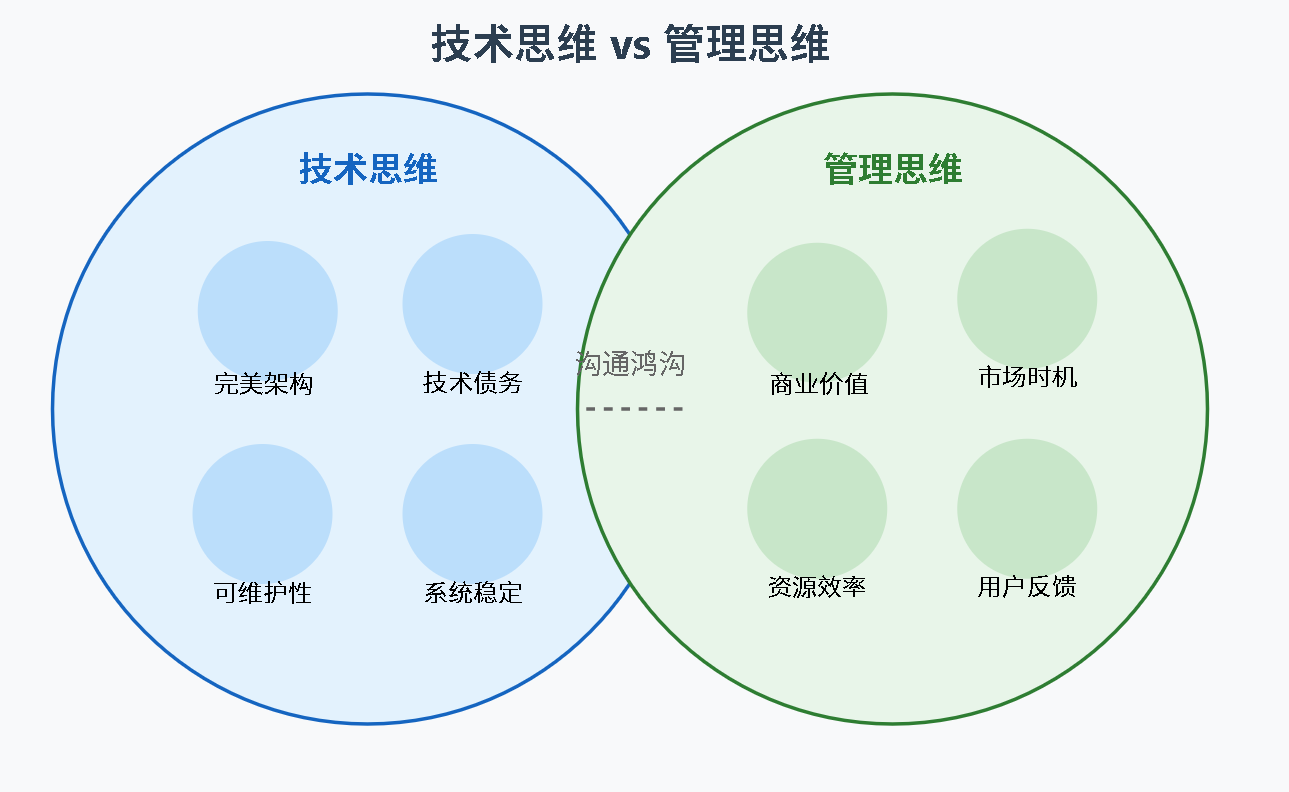 技术思维 vs 管理思维
技术思维
管理思维
沟通鸿沟
完美架构
技术债务
商业价值
市场时机
可维护性
系统稳定
资源效率
用户反馈